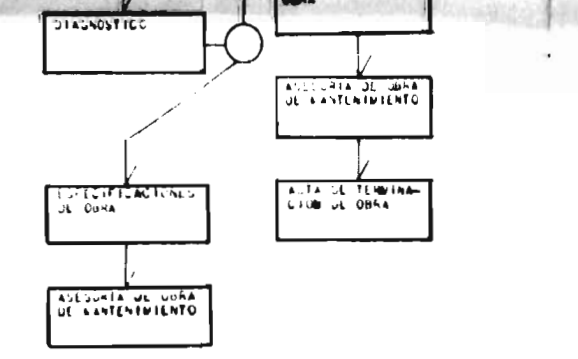 DIAGNOSTICO
OBRA
ASESORIA DE OBRA
DE MANTENIMIENTO
ESPECIFICACIONES
DE OBRA
ACTA DE TERMINA-
CION DE OBRA
ASESORIA DE OBRA
DE MANTENIMIENTO